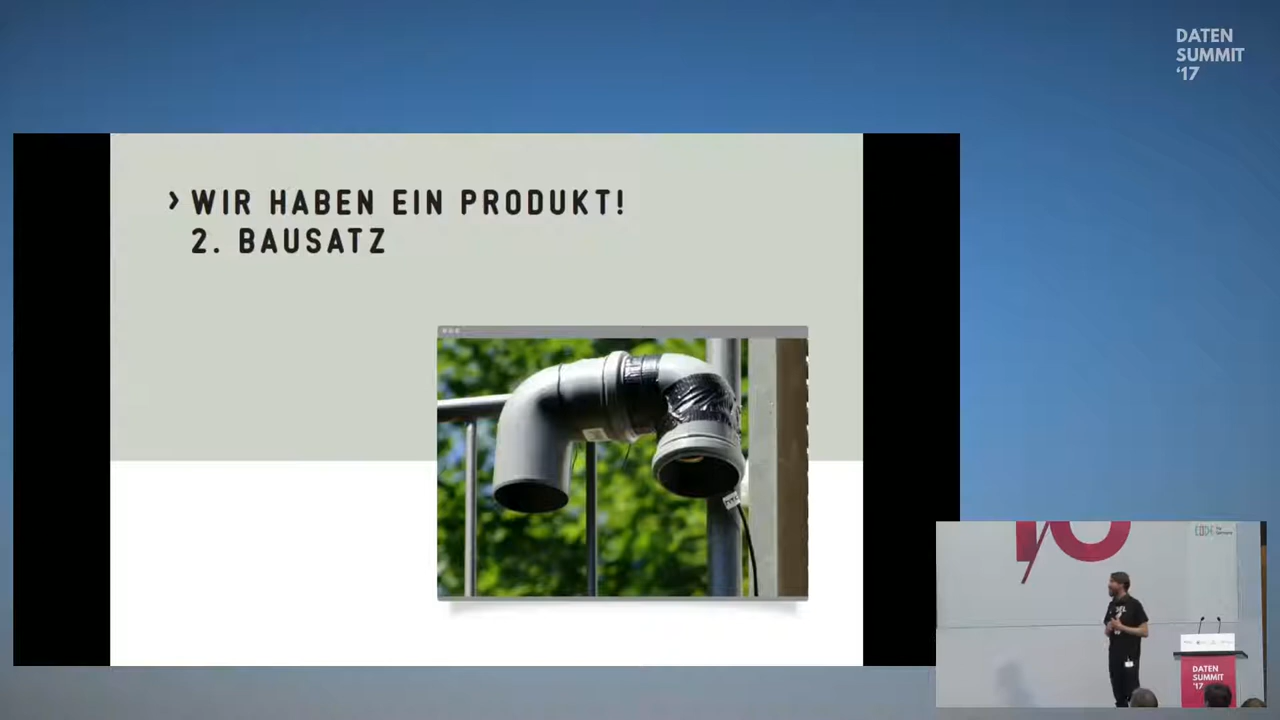 DATEN
SUMMIT
'17
› WIR HABEN EIN PRODUKT!
2. BAUSATZ
DATEN
SUMMIT
'17